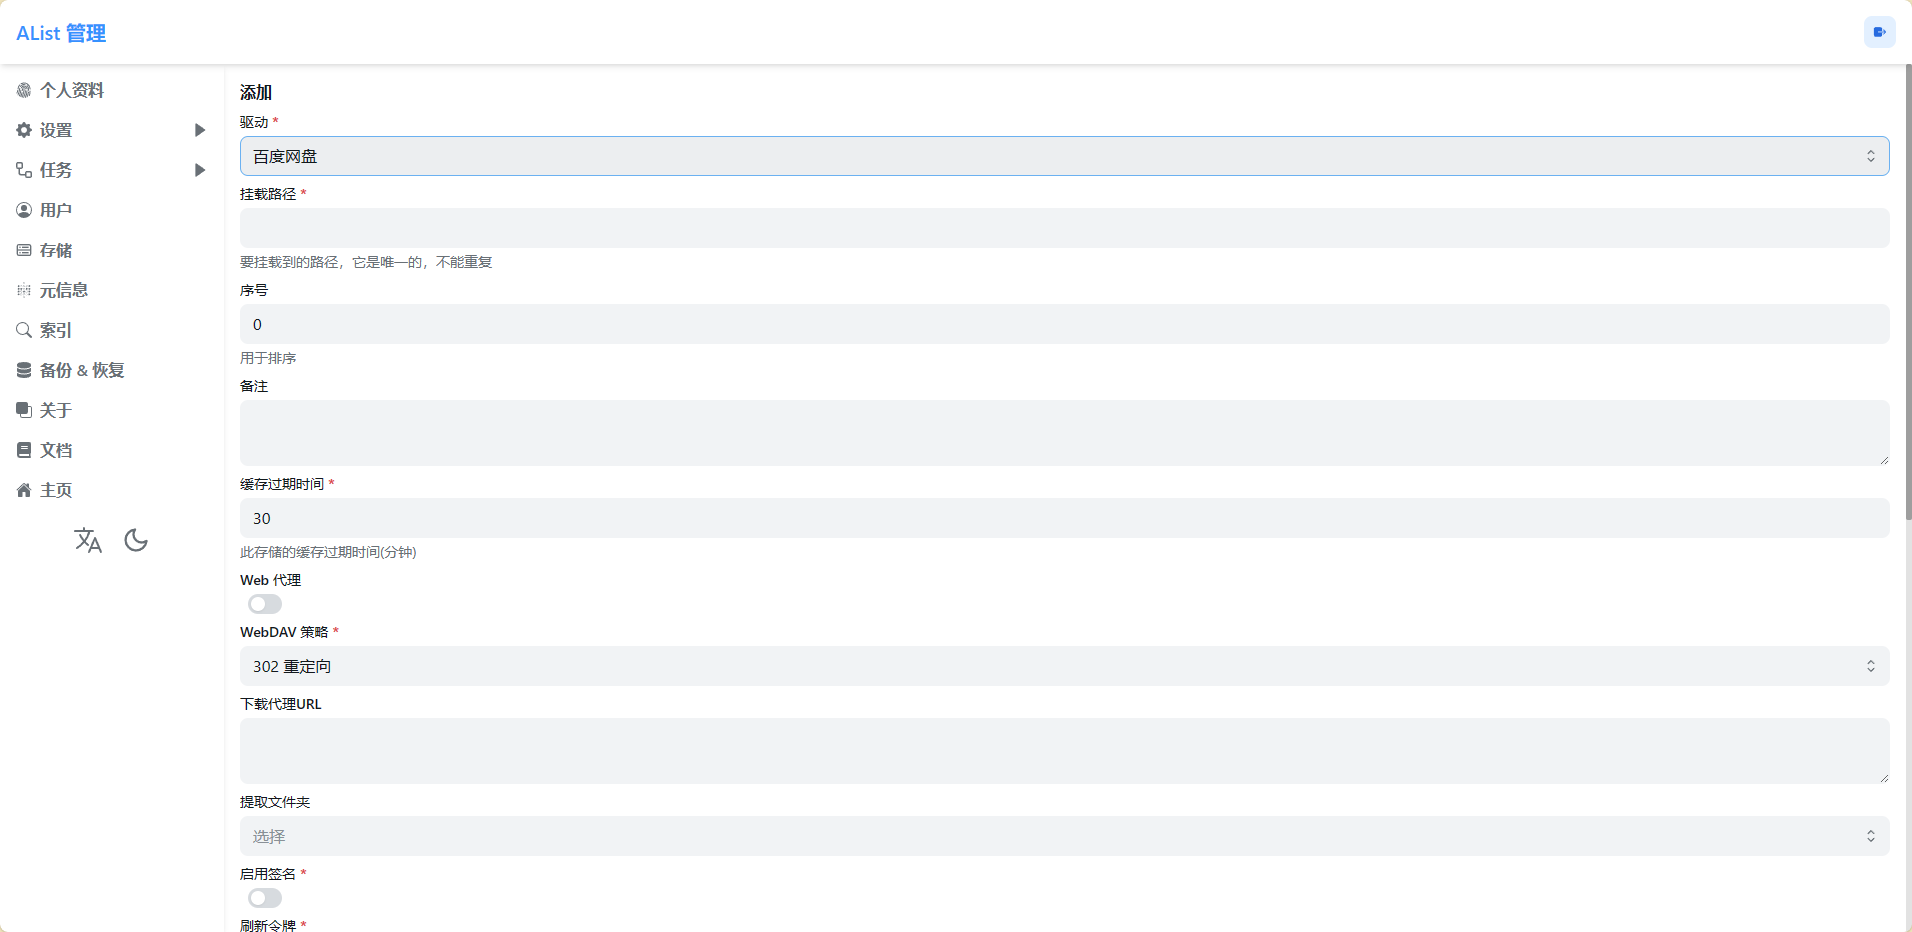 AList 管理
个人资料
设置
任务
用户
存储
元信息
索引
备份 & 恢复
关于
文档
主页
添加
驱动 *
百度网盘
挂载路径 *
要挂载到的路径，它是唯一的，不能重复
序号
0
用于排序
备注
缓存过期时间 *
30
此存储的缓存过期时间(分钟)
Web 代理
WebDAV 策略 *
302 重定向
下载代理URL
提取文件夹
选择
启用签名 *
刷新令牌 *